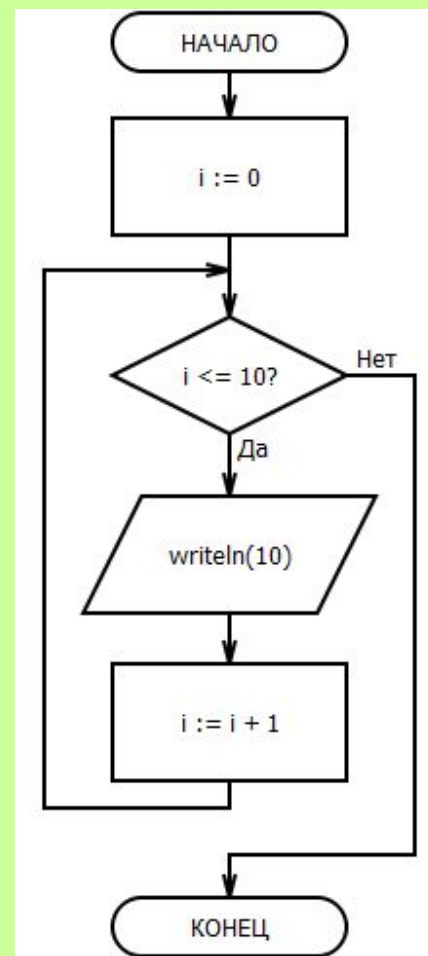 НАЧАЛО
i := 0
i <= 10?
Нет
Да
writeln(10)
i := i + 1
КОНЕЦ